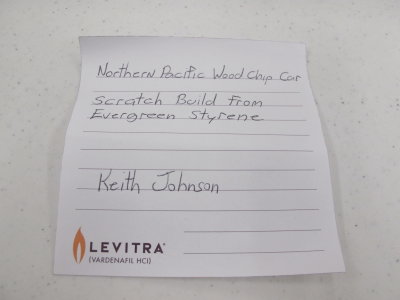 Northern Pacific Wood Chip Car
Scratch Build from
Evergreen Styrene
Keith Johnson
LEVITRA®
(VARDENAFIL HCl)